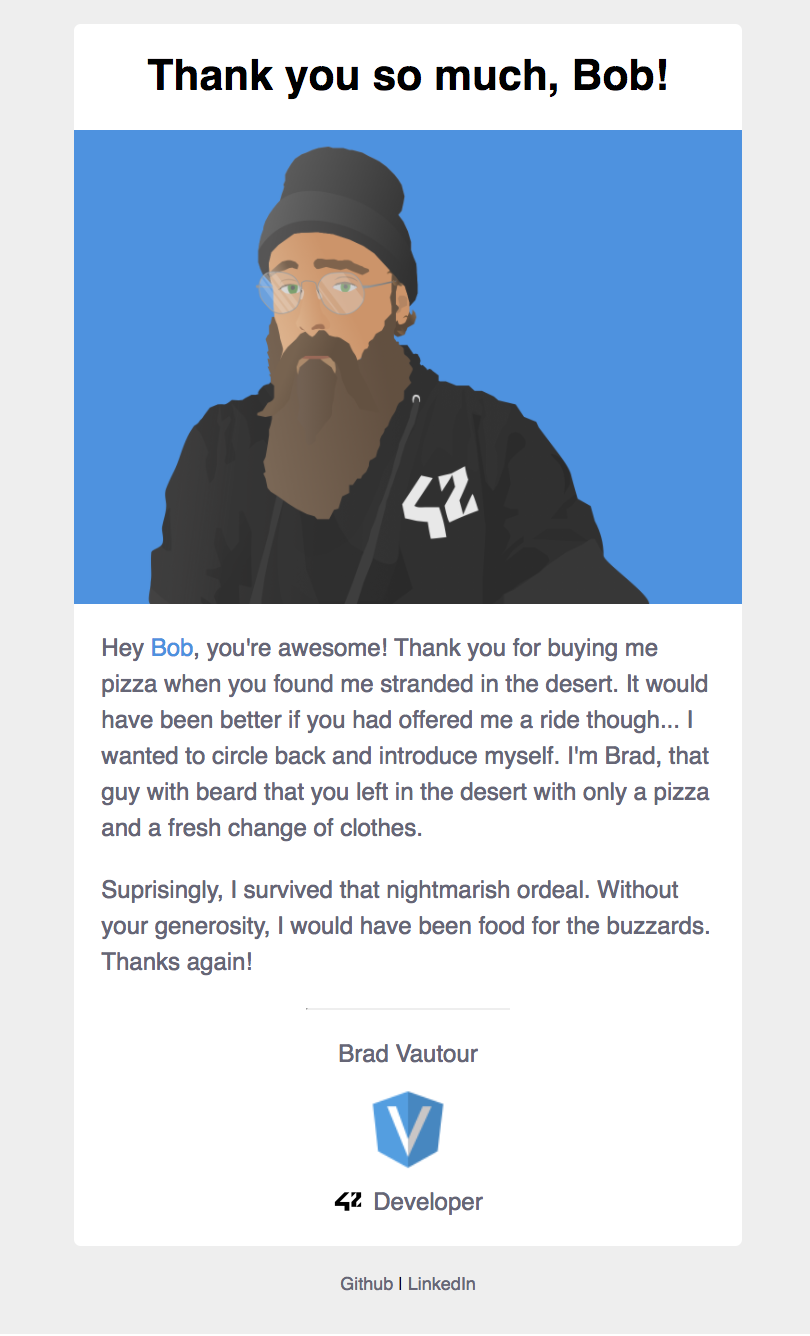 Thank you so much, Bob!
42
Hey Bob, you're awesome! Thank you for buying me
pizza when you found me stranded in the desert. It would
have been better if you had offered me a ride though... I
wanted to circle back and introduce myself. I'm Brad, that
guy with beard that you left in the desert with only a pizza
and a fresh change of clothes.
Suprisingly, I survived that nightmarish ordeal. Without
your generosity, I would have been food for the buzzards.
Thanks again!
Brad Vautour
V
42 Developer
Github | LinkedIn